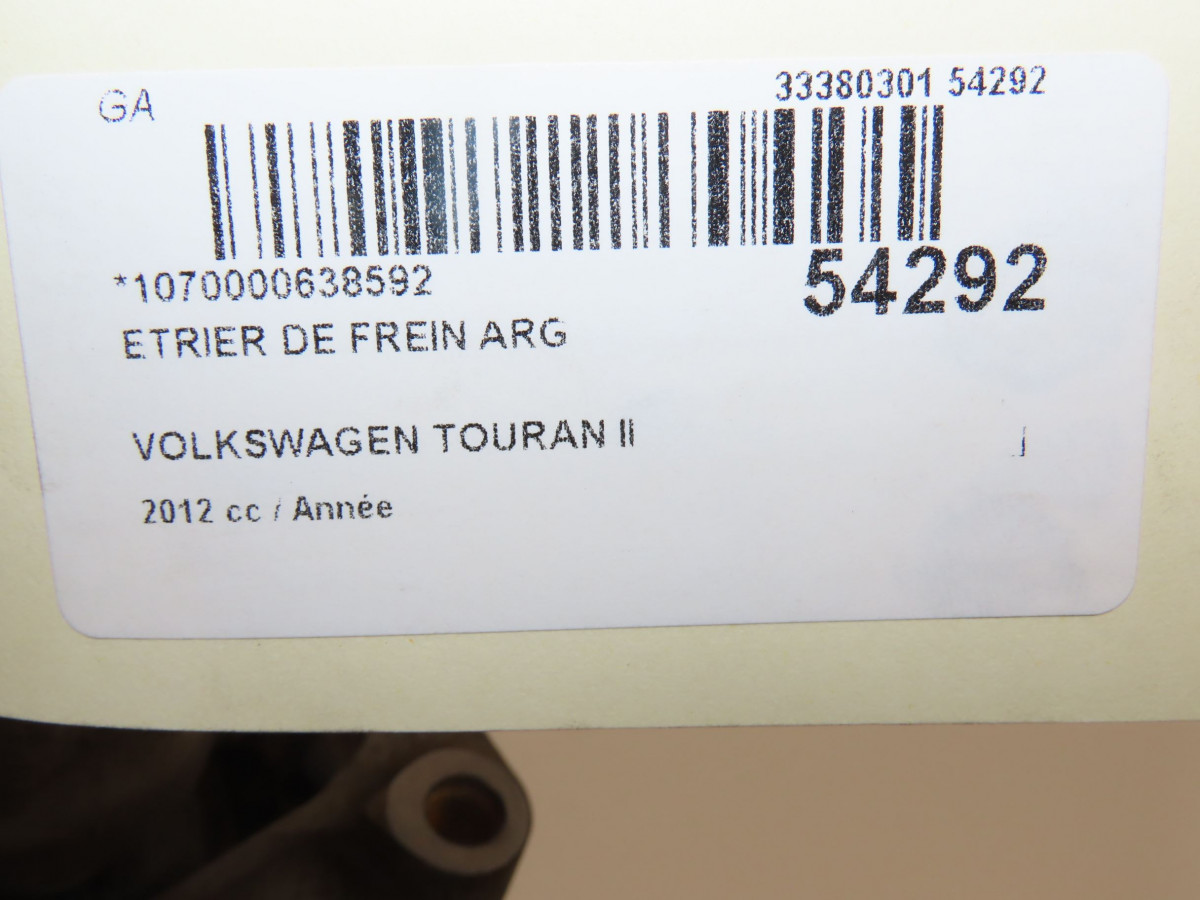 GA
33380301 54292
*1070000638592
54292
ETRIER DE FREIN ARG
VOLKSWAGEN TOURAN II
2012 cc / Année